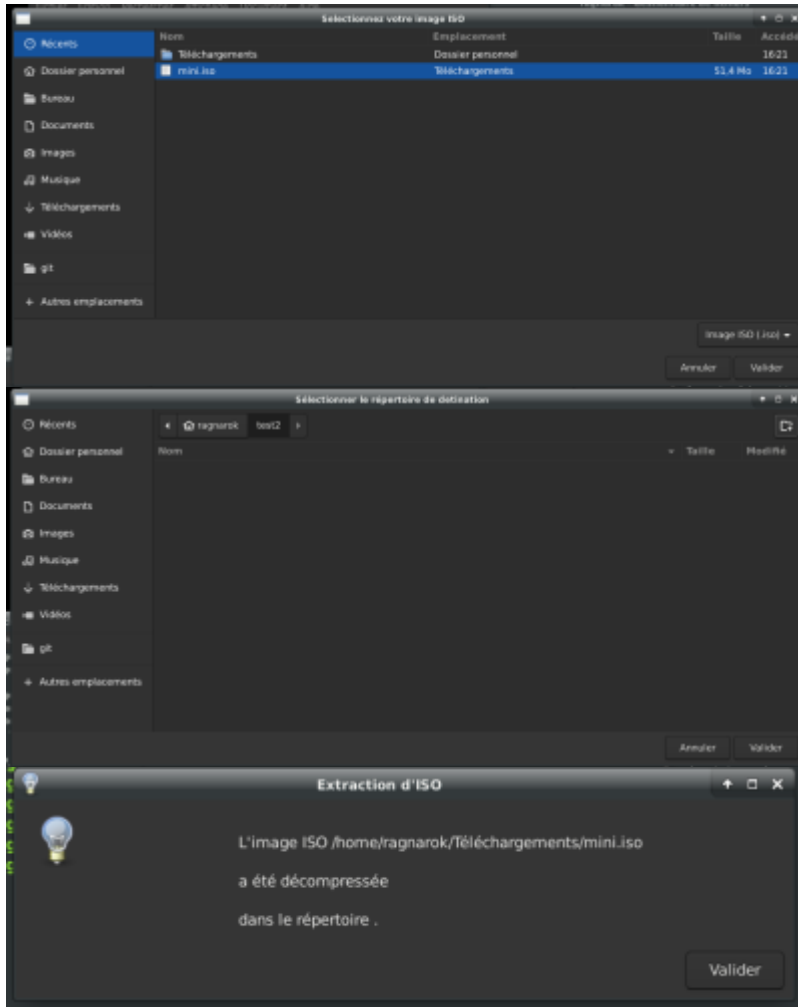 Sélectionnez votre image ISO
Récents
Nom Emplacement Taille Accédé
Téléchargements Dossier personnel 16:21
mini.iso Téléchargements 51,4 Mo 16:21
Dossier personnel
Bureau
Documents
Images
Musique
Téléchargements
Vidéos
git
+ Autres emplacements
Image ISO (.iso)
Annuler Valider
Sélectionner le répertoire de detination
Récents
ragnarok test2
Dossier personnel
Nom Taille Modifié
Bureau
Documents
Images
Musique
Téléchargements
Vidéos
git
+ Autres emplacements
Annuler Valider
Extraction d'ISO
L'image ISO /home/ragnarok/Téléchargements/mini.iso
a été décompressée
dans le répertoire .
Valider